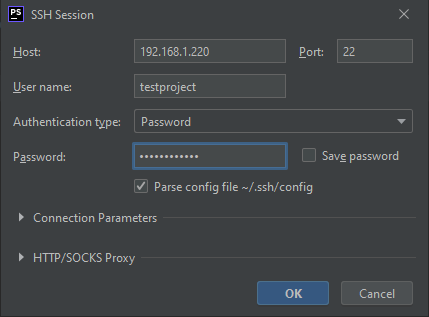 PS SSH Session
Host: 192.168.1.220 Port: 22
User name: testproject
Authentication type: Password
Password: •••••••••••• Save password
Parse config file ~/.ssh/config
Connection Parameters
HTTP/SOCKS Proxy
OK Cancel